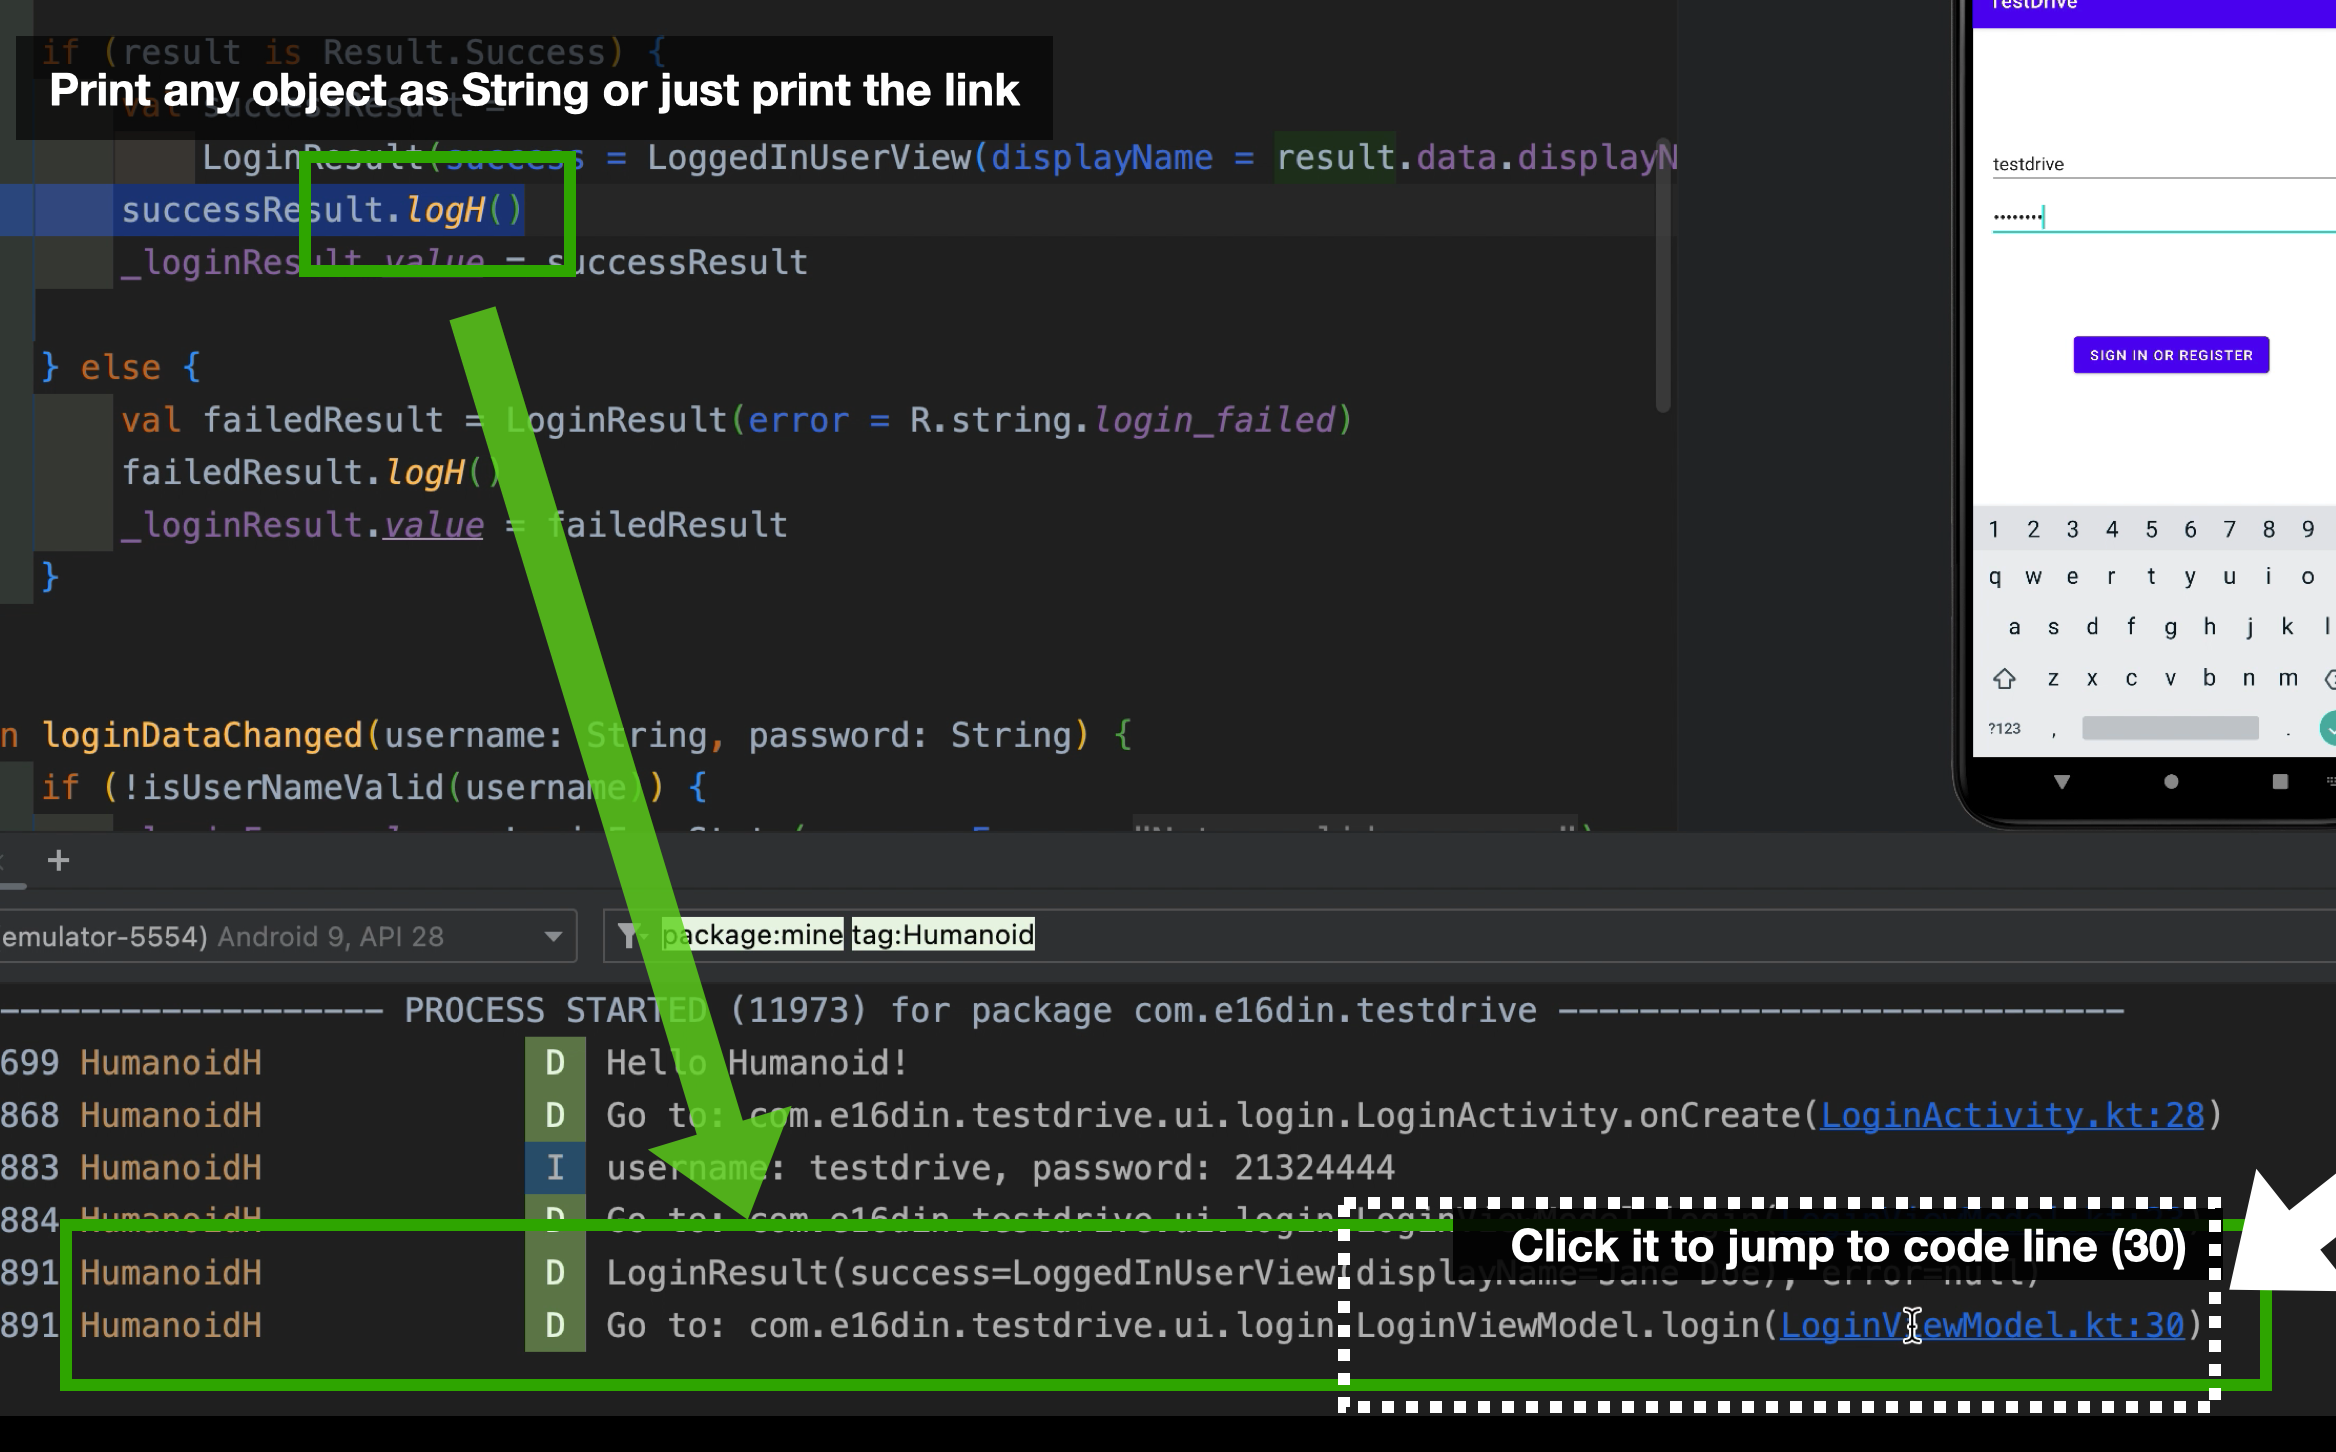 if (result is Result.Success) {
Print any object as String or just print the link
val successResult =
LoginResult(success = LoggedInUserView(displayName = result.data.displayN
successResult.logH()
_loginResult.value = successResult
} else {
val failedResult = LoginResult(error = R.string.login_failed)
failedResult.logH()
_loginResult.value = failedResult
}
n loginDataChanged(username: String, password: String) {
if (!isUserNameValid(username)) {
+
emulator-5554) Android 9, API 28
package:mine tag:Humanoid
------------------- PROCESS STARTED (11973) for package com.e16din.testdrive ----------------------------
699 HumanoidH D Hello Humanoid!
868 HumanoidH D Go to: com.e16din.testdrive.ui.login.LoginActivity.onCreate(LoginActivity.kt:28)
883 HumanoidH I username: testdrive, password: 21324444
884 HumanoidH D Go to: com.e16din.testdrive.ui.login.LoginViewModel.login(
Click it to jump to code line (30)
891 HumanoidH D LoginResult(success=LoggedInUserView(displayName=Jane Doe), error=null)
891 HumanoidH D Go to: com.e16din.testdrive.ui.login.LoginViewModel.login(LoginViewModel.kt:30)
TestDrive
testdrive
••••••••
SIGN IN OR REGISTER
1 2 3 4 5 6 7 8 9
q w e r t y u i o
a s d f g h j k l
z x c v b n m
?123 , .